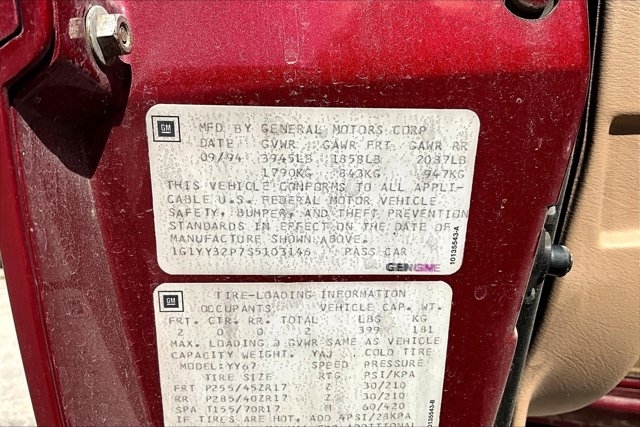 GM
MFD BY GENERAL MOTORS CORP
DATE GVWR GAWR FRT GAWR RR
09/94 3945LB 1858LB 2087LB
1790KG 843KG 947KG
THIS VEHICLE CONFORMS TO ALL APPLI-
CABLE U.S. FEDERAL MOTOR VEHICLE
SAFETY, BUMPER, AND THEFT PREVENTION
STANDARDS IN EFFECT ON THE DATE OF
MANUFACTURE SHOWN ABOVE.
1G1YY32P7S5103146 PASS CAR
GENGME
10135543-A
GM
TIRE-LOADING INFORMATION
OCCUPANTS VEHICLE CAP. WT.
FRT. CTR. RR. TOTAL LBS KG
2 0 0 2 399 181
MAX. LOADING @ GVWR SAME AS VEHICLE
CAPACITY WEIGHT. YAJ COLD TIRE
MODEL:YY67 SPEED PRESSURE
TIRE SIZE RTG PSI/KPA
FRT P255/45ZR17 Z 30/210
RR P285/40ZR17 Z 30/210
SPA T155/70R17 M 60/420
IF TIRES ARE HOT, ADD 4PSI/28KPA
10135543-B